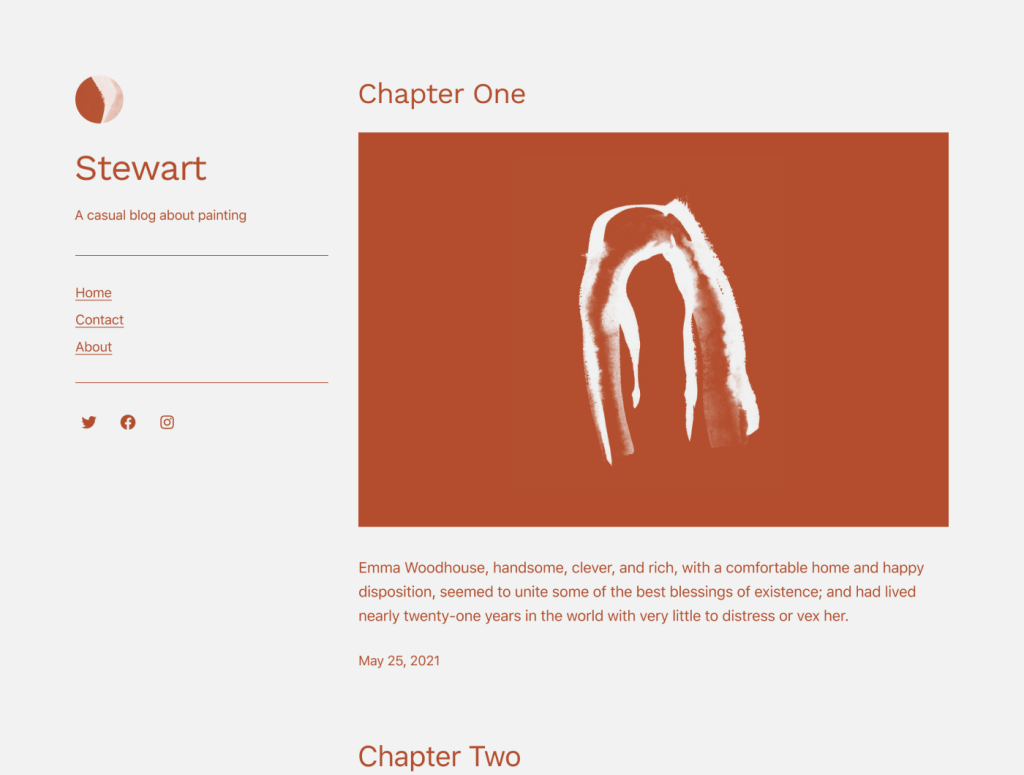 Stewart
A casual blog about painting
Home
Contact
About
Chapter One
Emma Woodhouse, handsome, clever, and rich, with a comfortable home and happy
disposition, seemed to unite some of the best blessings of existence; and had lived
nearly twenty-one years in the world with very little to distress or vex her.
May 25, 2021
Chapter Two